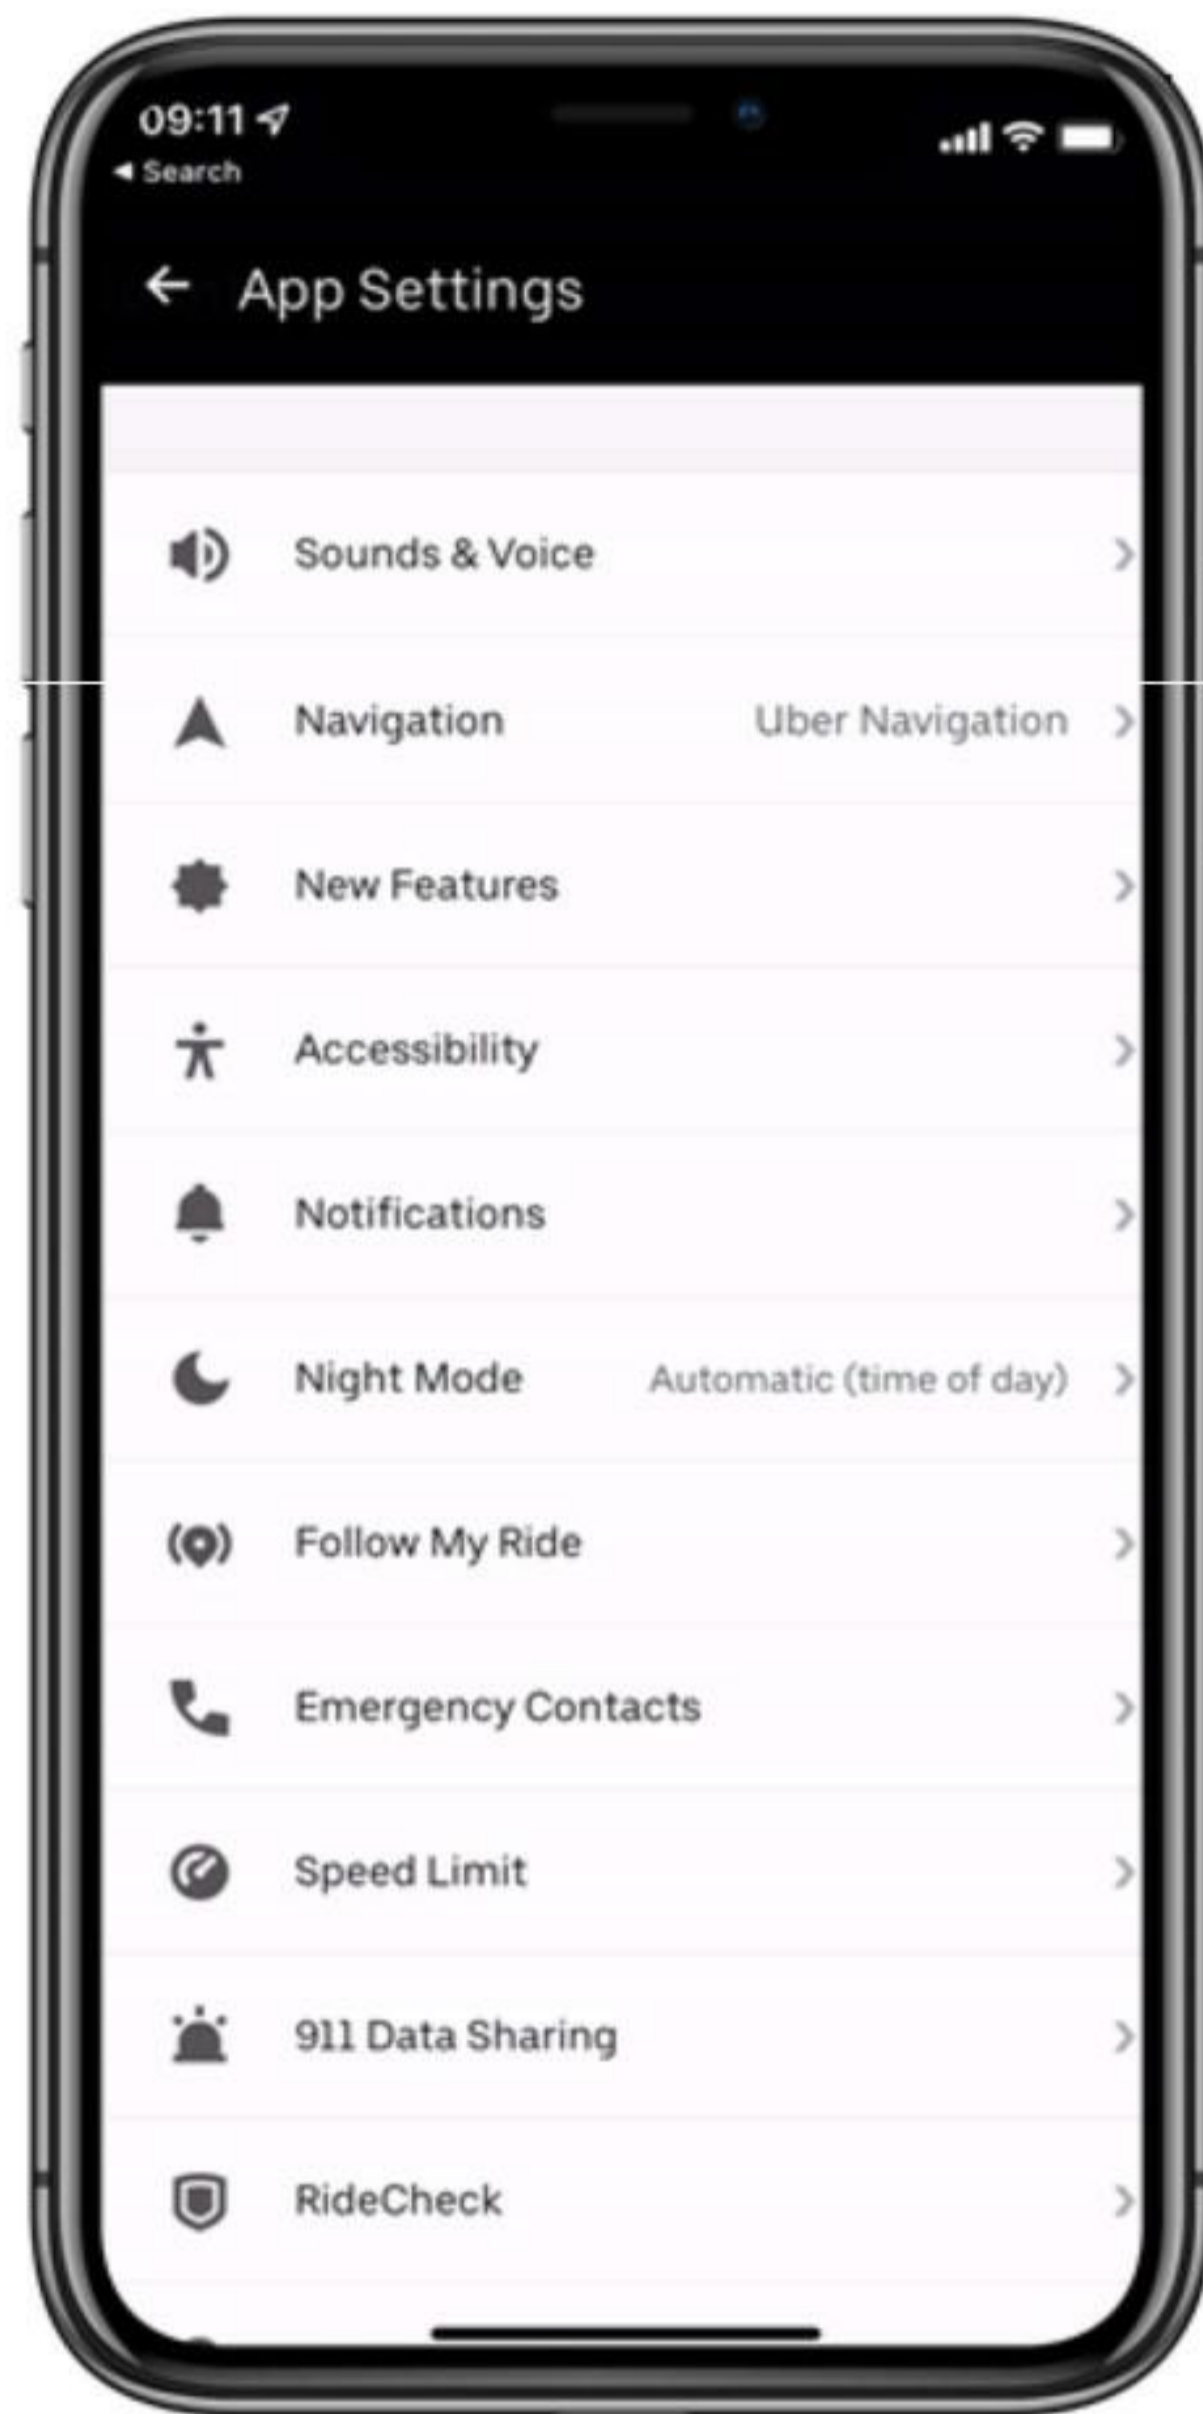 09:11
Search
App Settings
Sounds & Voice
Navigation Uber Navigation
New Features
Accessibility
Notifications
Night Mode Automatic (time of day)
Follow My Ride
Emergency Contacts
Speed Limit
911 Data Sharing
RideCheck